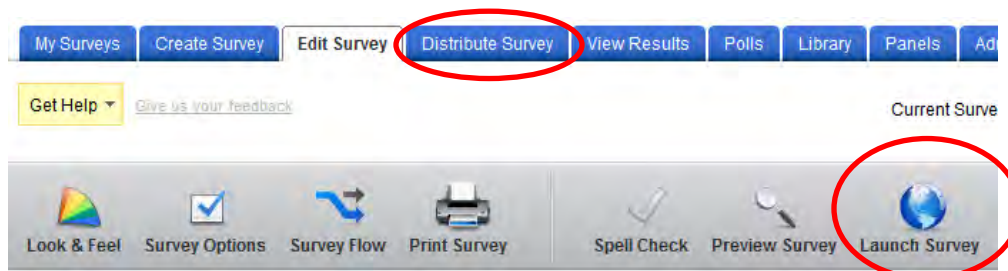 My Surveys Create Survey Edit Survey Distribute Survey View Results Polls Library Panels Ad
Get Help Give us your feedback Current Surve
Look & Feel Survey Options Survey Flow Print Survey Spell Check Preview Survey Launch Survey